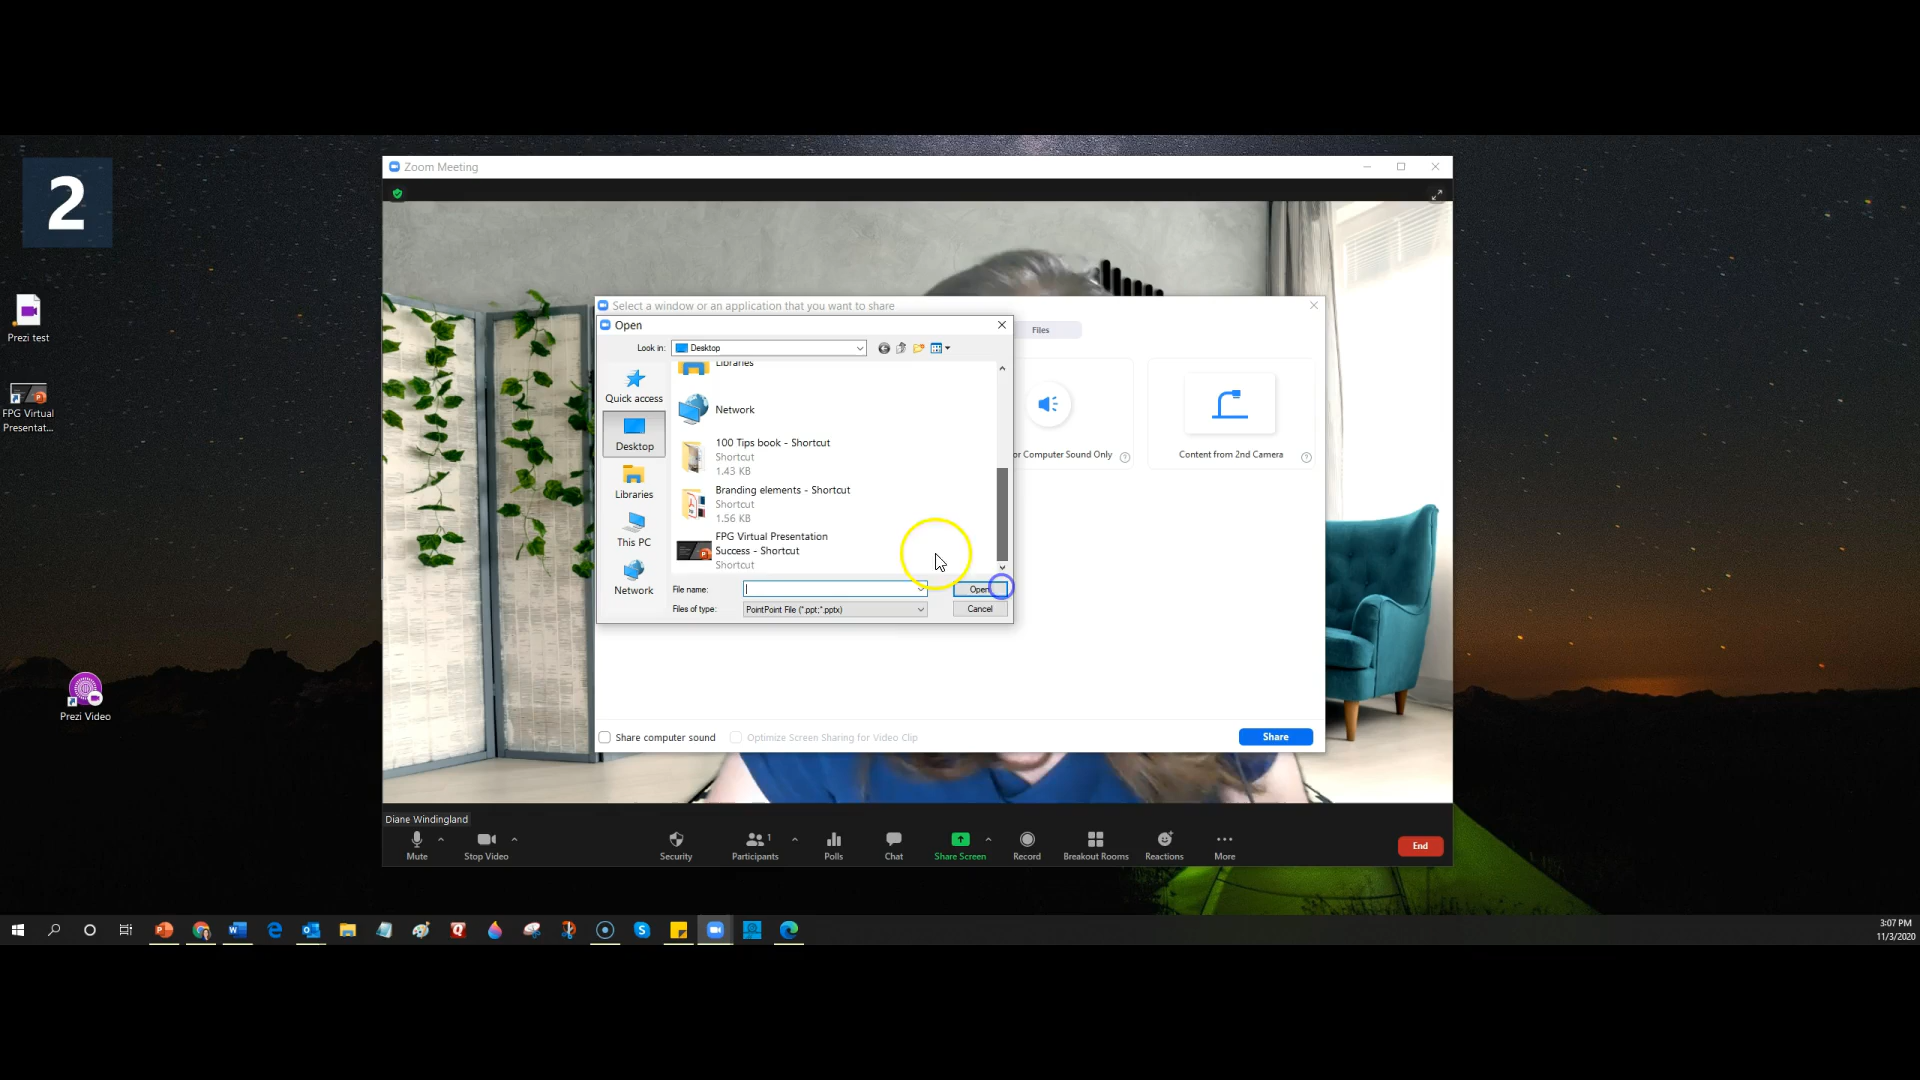 2
Prezi test
FPG Virtual
Presentat...
Prezi Video
Zoom Meeting
Select a window or an application that you want to share
Open
Files
Look in:
Desktop
Quick access
Desktop
Libraries
This PC
Network
Libraries
Network
100 Tips book - Shortcut
Shortcut
1.43 KB
Branding elements - Shortcut
Shortcut
1.56 KB
FPG Virtual Presentation
Success - Shortcut
Shortcut
File name:
Open
Files of type:
PointPoint File (*.ppt;*.pptx)
Cancel
or Computer Sound Only
Content from 2nd Camera
Share computer sound
Optimize Screen Sharing for Video Clip
Share
Diane Windingland
Mute
Stop Video
Security
1
Participants
Polls
Chat
Share Screen
Record
Breakout Rooms
Reactions
More
End
3:07 PM
11/3/2020